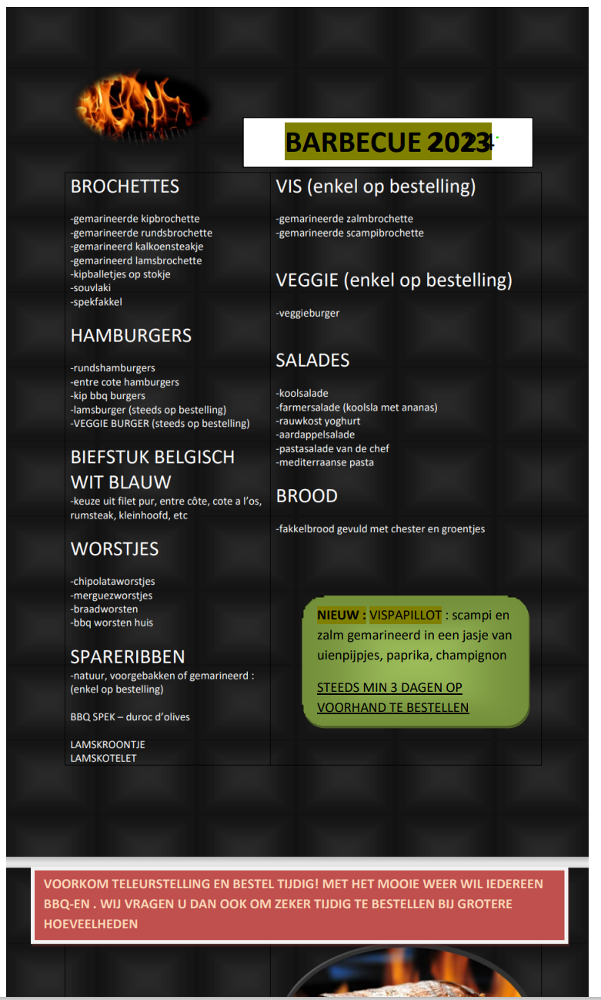 BARBECUE 2023
BROCHETTES
-gemarineerde kipbrochette
-gemarineerde rundsbrochette
-gemarineerd kalkoensteakje
-gemarineerd lamsbrochette
-kipballetjes op stokje
-souvlaki
-spekfakkel
HAMBURGERS
-rundshamburgers
-entre cote hamburgers
-kip bbq burgers
-lamsburger (steeds op bestelling)
-VEGGIE BURGER (steeds op bestelling)
BIEFSTUK BELGISCH
WIT BLAUW
-keuze uit filet pur, entre côte, cote a l’os,
rumsteak, kleinhoofd, etc
WORSTJES
-chipolataworstjes
-merguezworstjes
-braadworsten
-bbq worsten huis
SPARERIBBEN
-natuur, voorgebakken of gemarineerd :
(enkel op bestelling)
BBQ SPEK – duroc d’olives
LAMSKROONTJE
LAMSKOTELET
VIS (enkel op bestelling)
-gemarineerde zalmbrochette
-gemarineerde scampibrochette
VEGGIE (enkel op bestelling)
-veggieburger
SALADES
-koolsalade
-farmersalade (koolsla met ananas)
-rauwkost yoghurt
-aardappelsalade
-pastasalade van de chef
-mediterraanse pasta
BROOD
-fakkelbrood gevuld met chester en groentjes
NIEUW : VISPAPILLOT : scampi en
zalm gemarineerd in een jasje van
uienpijpjes, paprika, champignon
STEEDS MIN 3 DAGEN OP
VOORHAND TE BESTELLEN
VOORKOM TELEURSTELLING EN BESTEL TIJDIG! MET HET MOOIE WEER WIL IEDEREEN
BBQ-EN . WIJ VRAGEN U DAN OOK OM ZEKER TIJDIG TE BESTELLEN BIJ GROTERE
HOEVEELHEDEN